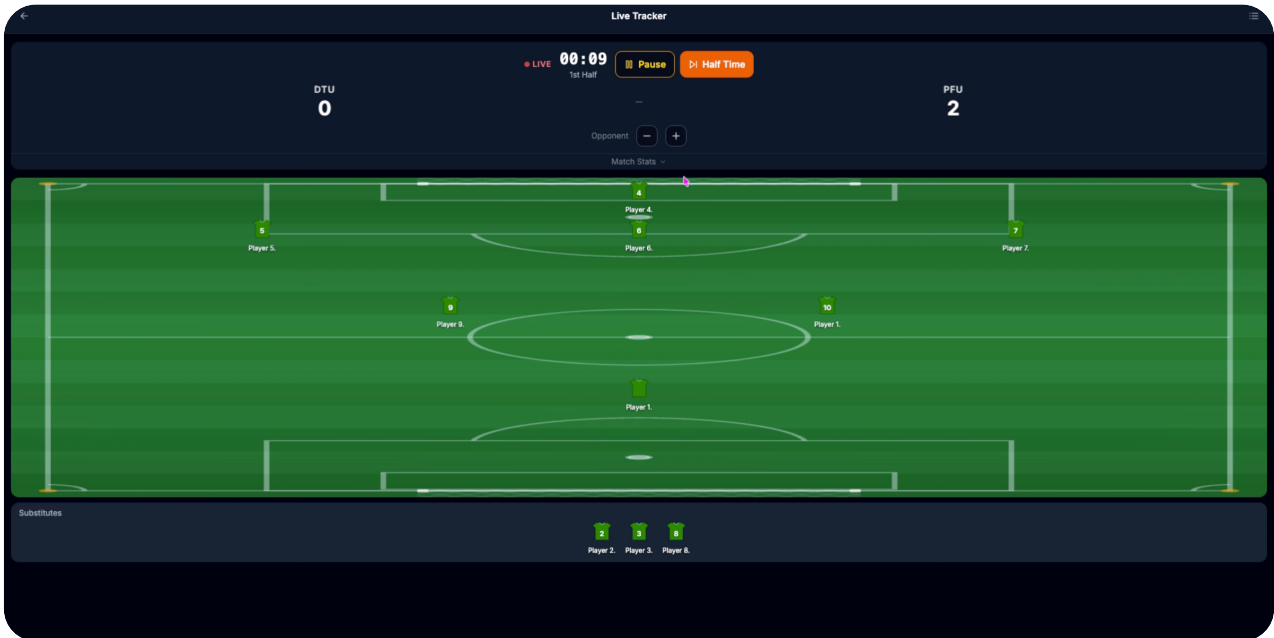 Live Tracker
LIVE 00:09 Pause Half Time
1st Half
DTU PFU
0 – 2
Opponent − +
Match Stats
4
Player 4.
5 6 7
Player 5. Player 6. Player 7.
9 10
Player 9. Player 1.
Player 1.
Substitutes
2 3 8
Player 2. Player 3. Player 8.